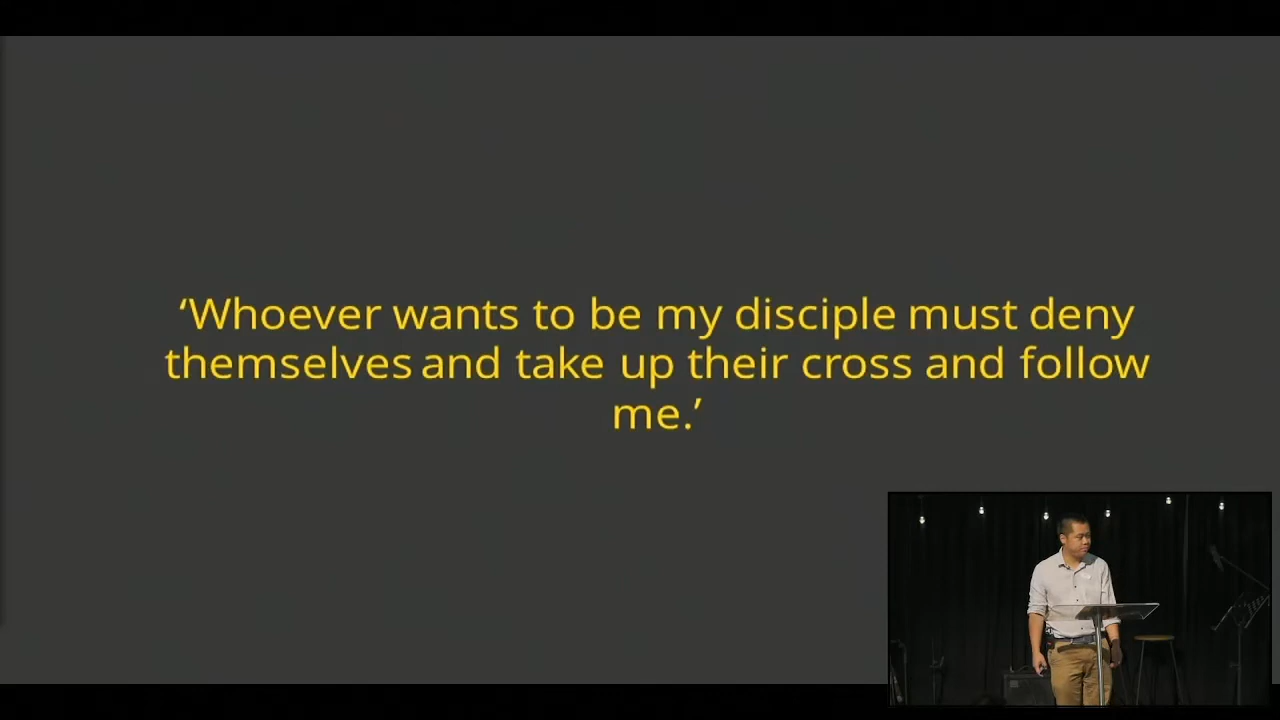 ‘Whoever wants to be my disciple must deny
themselves and take up their cross and follow
me.’